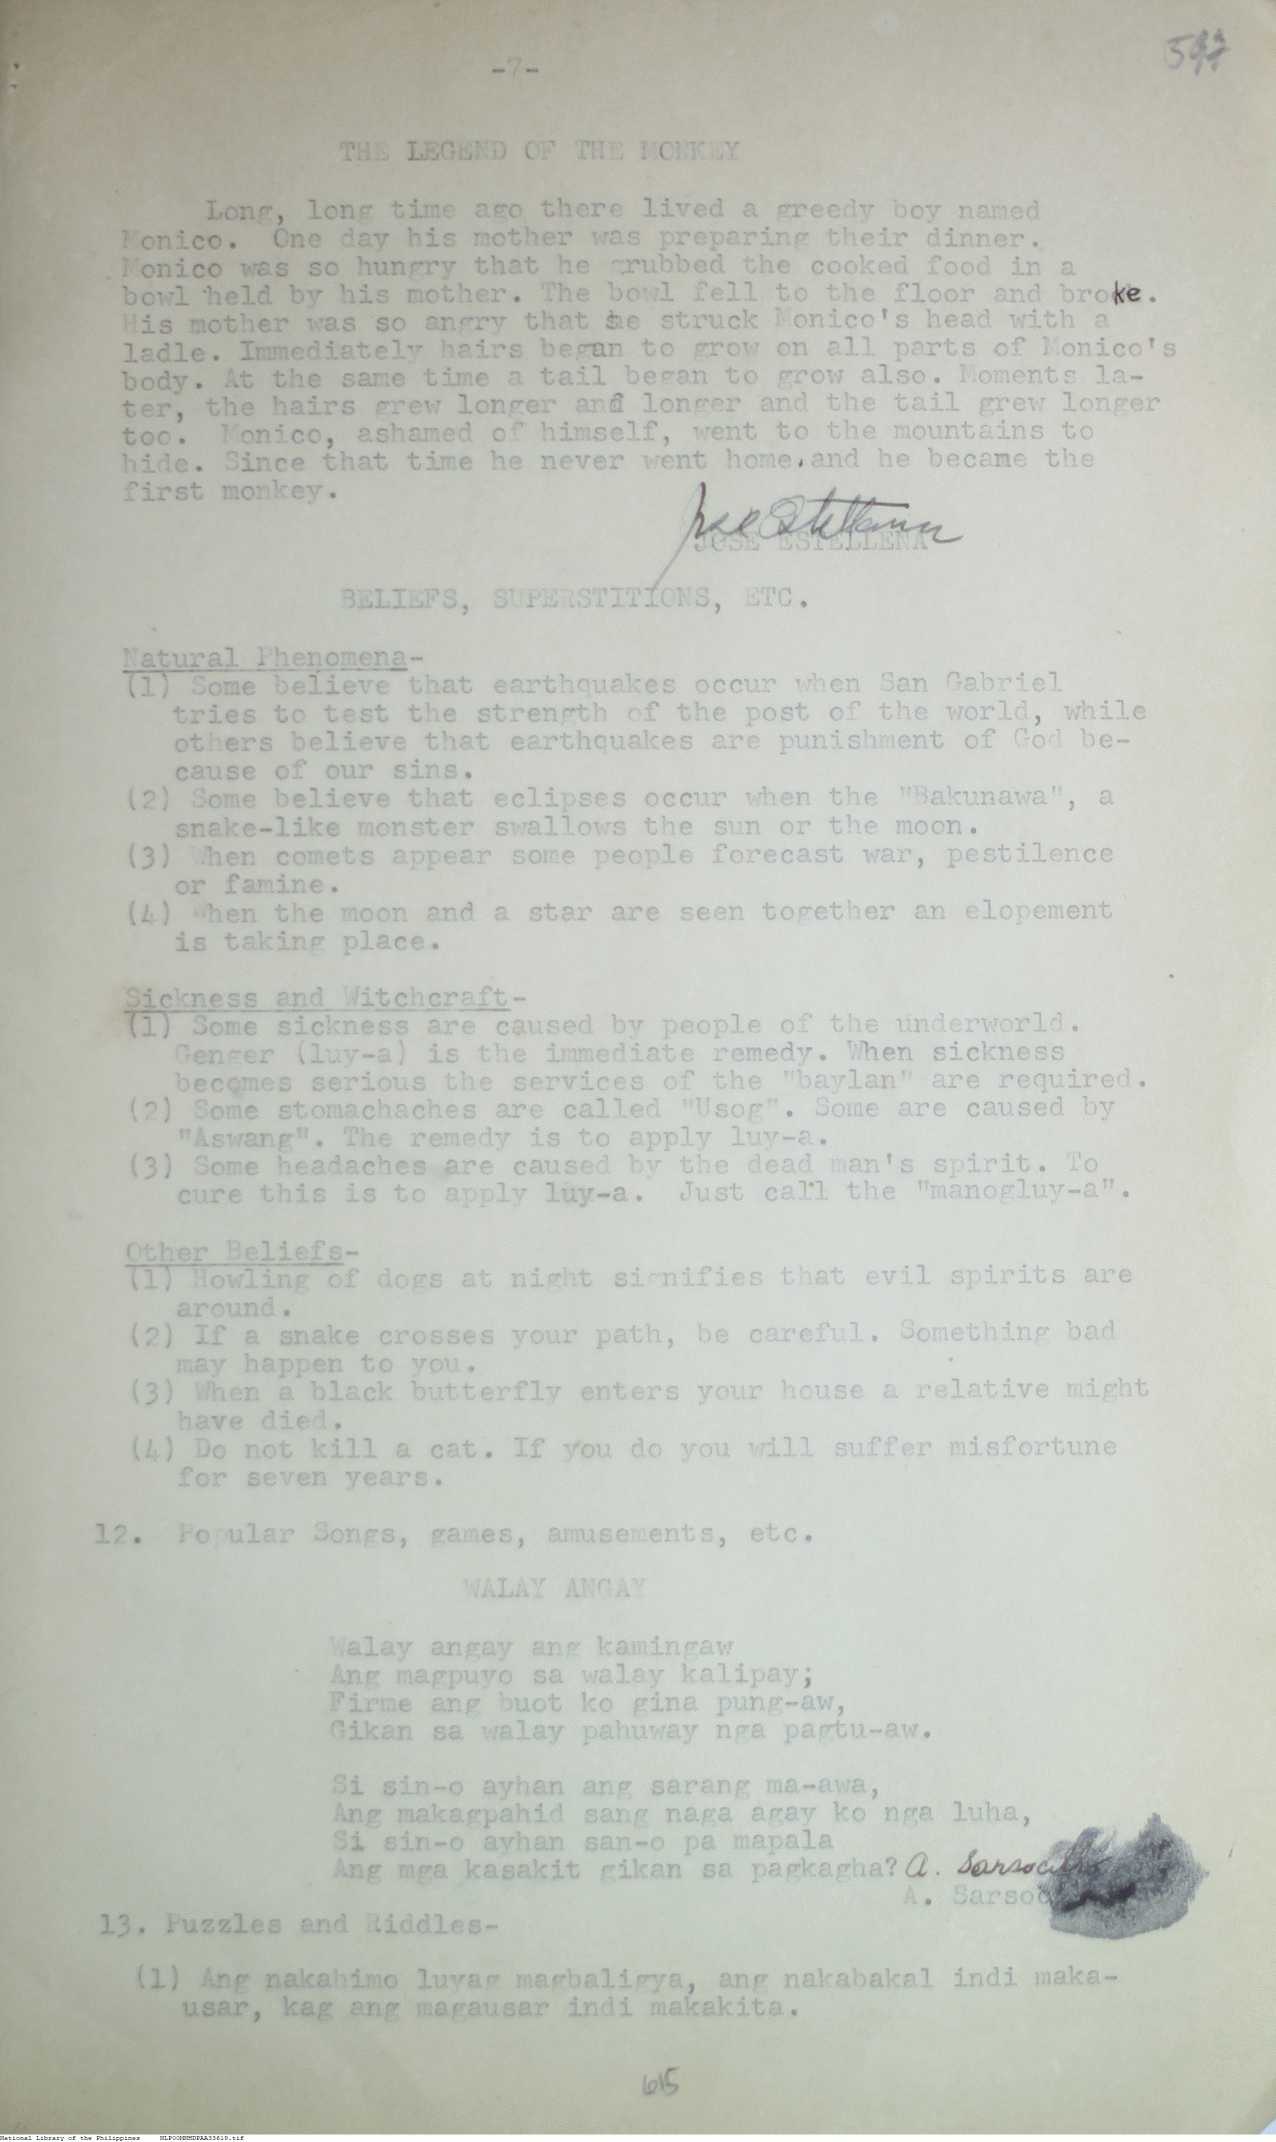 -7-
THE LEGEND OF THE MONKEY
Long, long time ago there lived a greedy boy named
Monico. One day his mother was preparing their dinner.
Monico was so hungry that he grubbed the cooked food in a
bowl held by his mother. The bowl fell to the floor and broke.
His mother was so angry that she struck Monico's head with a
ladle. Immediately hairs began to grow on all parts of Monico's
body. At the same time a tail began to grow also. Moments la-
ter, the hairs grew longer and longer and the tail grew longer
too. Monico, ashamed of himself, went to the mountains to
hide. Since that time he never went home, and he became the
first monkey.
Jose Estellena
JOSE ESTELLENA
BELIEFS, SUPERSTITIONS, ETC.
Natural Phenomena-
(1) Some believe that earthquakes occur when San Gabriel
tries to test the strength of the post of the world, while
others believe that earthquakes are punishment of God be-
cause of our sins.
(2) Some believe that eclipses occur when the "Bakunawa", a
snake-like monster swallows the sun or the moon.
(3) When comets appear some people forecast war, pestilence
or famine.
(4) When the moon and a star are seen together an elopement
is taking place.
Sickness and Witchcraft-
(1) Some sickness are caused by people of the underworld.
Genger (luy-a) is the immediate remedy. When sickness
becomes serious the services of the "baylan" are required.
(2) Some stomachaches are called "Usog". Some are caused by
"Aswang". The remedy is to apply luy-a.
(3) Some headaches are caused by the dead man's spirit. To
cure this is to apply luy-a. Just call the "manogluy-a".
Other Beliefs-
(1) Howling of dogs at night signifies that evil spirits are
around.
(2) If a snake crosses your path, be careful. Something bad
may happen to you.
(3) When a black butterfly enters your house a relative might
have died.
(4) Do not kill a cat. If you do you will suffer misfortune
for seven years.
12. Popular Songs, games, amusements, etc.
WALAY ANGAY
Walay angay ang kamingaw
Ang magpuyo sa walay kalipay;
Firme ang buot ko gina pung-aw,
Gikan sa walay pahuway nga pagtu-aw.
Si sin-o ayhan ang sarang ma-awa,
Ang makagpahid sang naga agay ko nga luha,
Si sin-o ayhan san-o pa mapala
Ang mga kasakit gikan sa pagkagha? A.
A.
13. Puzzles and Riddles-
(1) Ang nakahimo luyag magbaligya, ang nakabakal indi maka-
usar, kag ang magausar indi makakita.
615
National Library of the Philippines